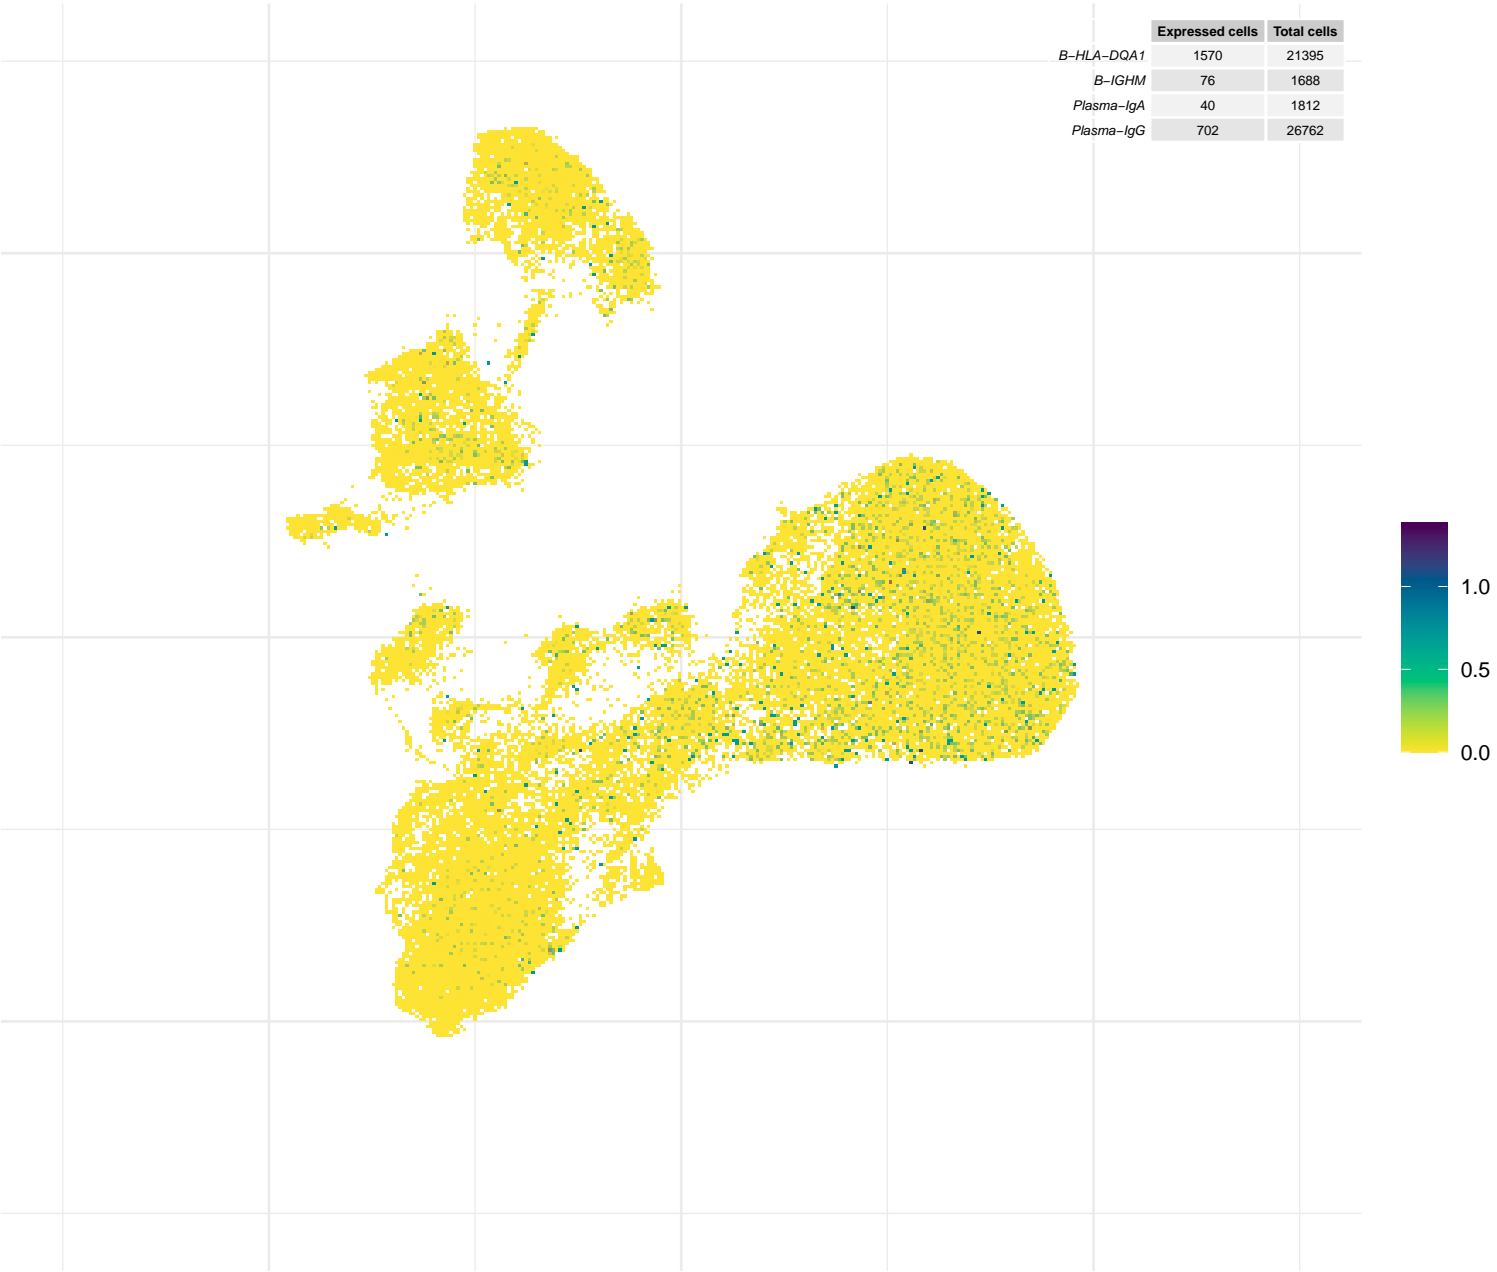 Expressed cells Total cells
B−HLA−DQA1 1570 21395
B−IGHM 76 1688
Plasma−IgA 40 1812
Plasma−IgG 702 26762
1.0
0.5
0.0